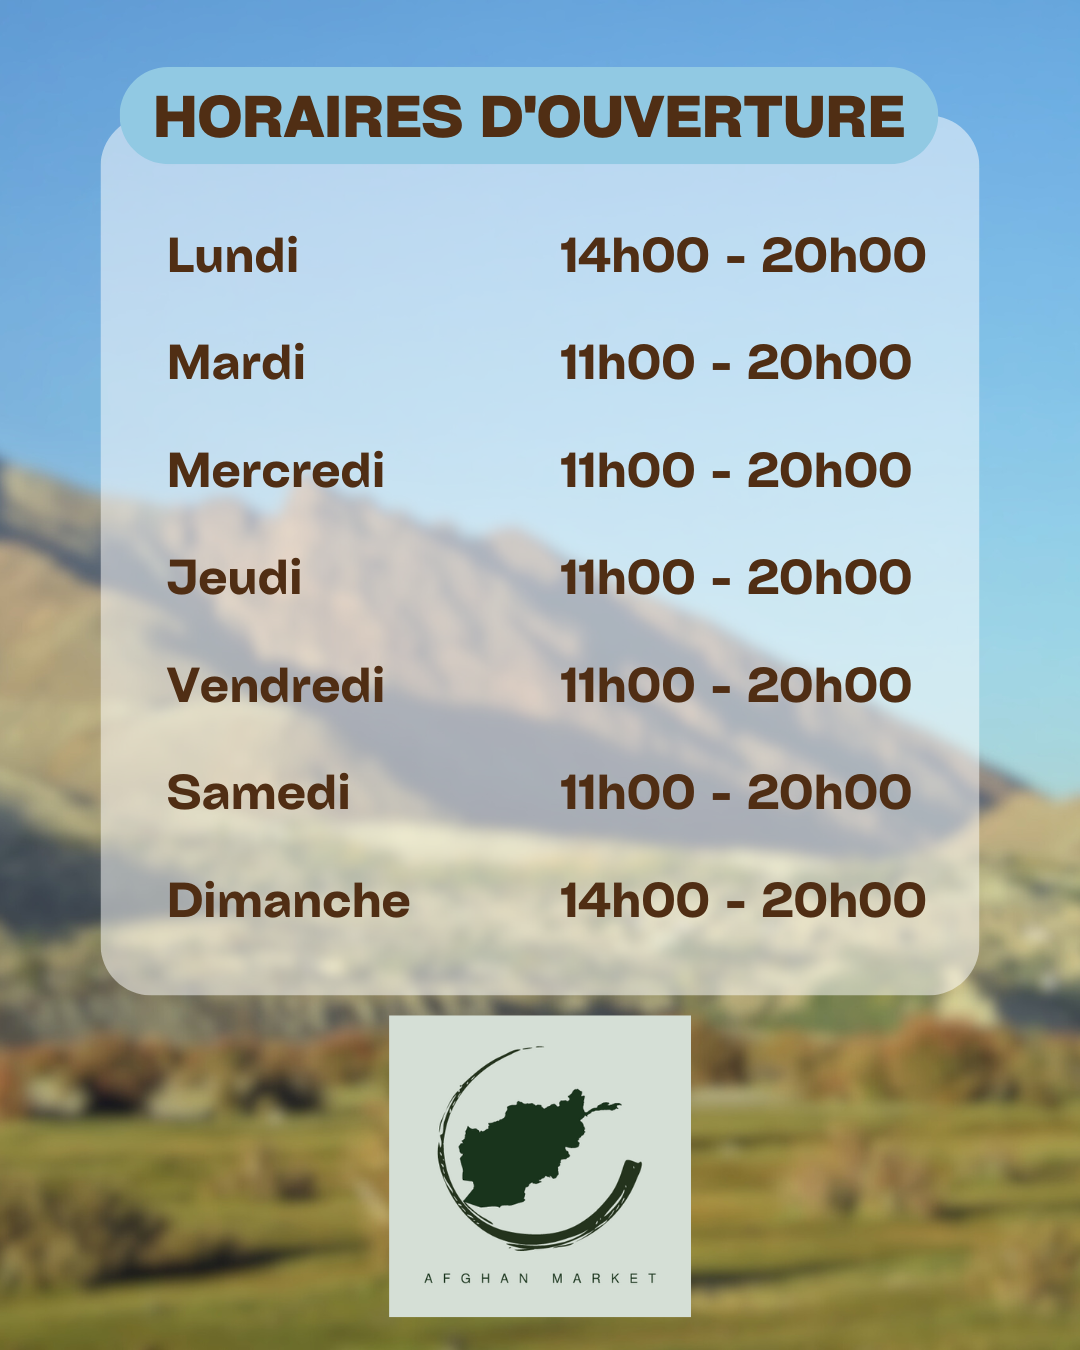 HORAIRES D'OUVERTURE
Lundi 14h00 - 20h00
Mardi 11h00 - 20h00
Mercredi 11h00 - 20h00
Jeudi 11h00 - 20h00
Vendredi 11h00 - 20h00
Samedi 11h00 - 20h00
Dimanche 14h00 - 20h00
AFGHAN MARKET